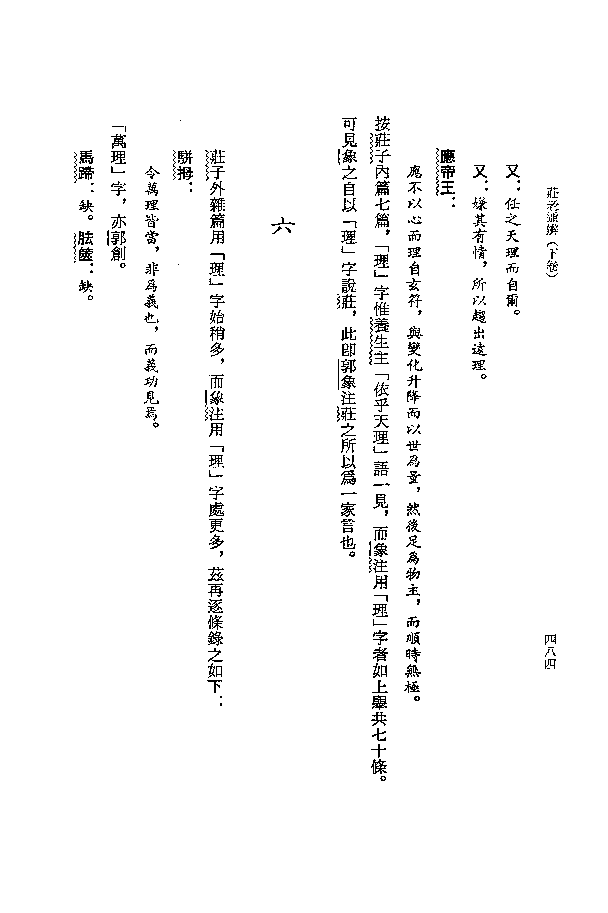 莊老通辨（下卷）
四八四
又：任之天理而自爾。
又：嫌其有情，所以趨出遠理。
應帝王：
應不以心而理自玄符，與變化升降而以世為量，然後足為物主，而順時無極。
按莊子內篇七篇，「理」字惟養生主「依乎天理」語一見，而象注用「理」字者如上舉共七十條。
可見象之自以「理」字說莊，此卽郭象注莊之所以爲一家言也。
六
莊子外雜篇用「理」字始稍多，而象注用「理」字處更多，茲再逐條錄之如下：
駢拇：
令萬理皆當，非為義也，而義功見焉。
「萬理」字，亦郭創。
馬蹄：缺。胠篋：缺。